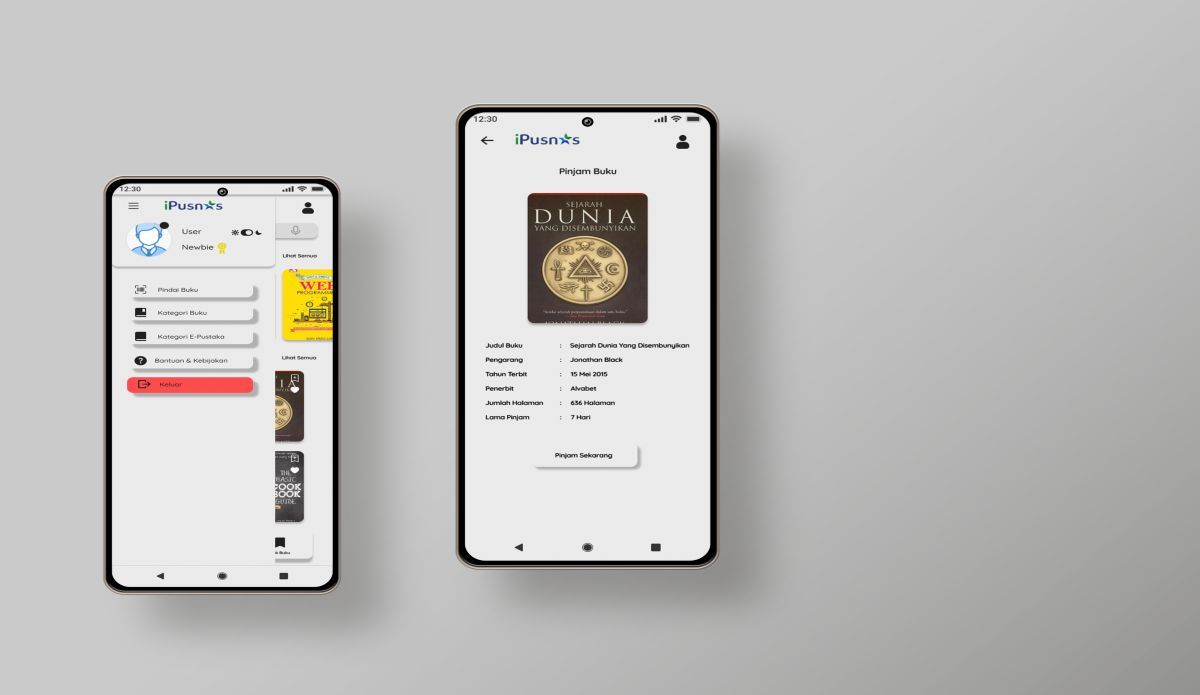 12:30
iPusnas
User
Newbie
Lihat Semua
WEE
PROGRAMME
Pindai Buku
Kategori Buku
Kategori E-Pustaka
Bantuan & Kebijakan
Keluar
Lihat Semua
THE
BASIC
COOK
BOOK
GUIDE
Buku
12:30
iPusnas
Pinjam Buku
SEJARAH
DUNIA
YANG DISEMBUNYIKAN
JONATHAN BLACK
Judul Buku : Sejarah Dunia Yang Disembunyikan
Pengarang : Jonathan Black
Tahun Terbit : 15 Mei 2015
Penerbit : Alvabet
Jumlah Halaman : 636 Halaman
Lama Pinjam : 7 Hari
Pinjam Sekarang